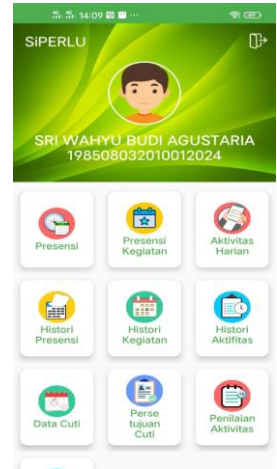 14:09
SiPERLU
SRI WAHYU BUDI AGUSTARIA
198508032010012024
Presensi
Presensi
Kegiatan
Aktivitas
Harian
Histori
Presensi
Histori
Kegiatan
Histori
Aktifitas
Data Cuti
Perse
tujuan
Cuti
Penilaian
Aktivitas